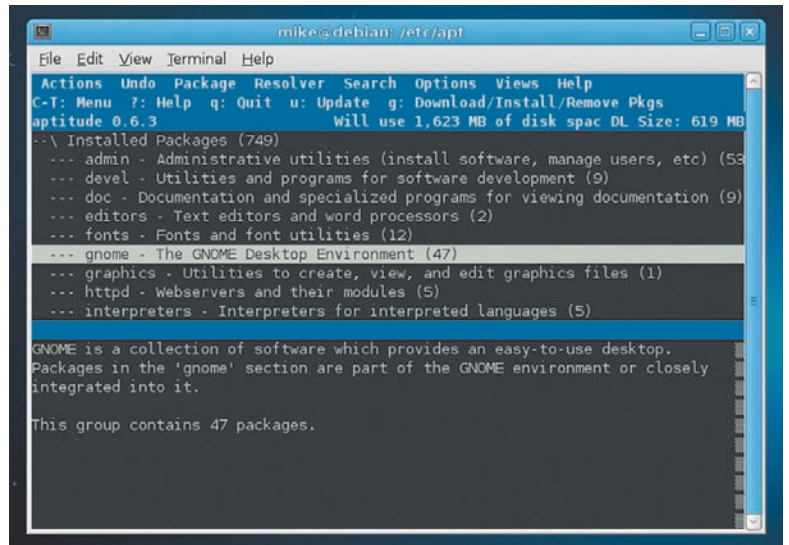 mike@debian: /etc/apt
File Edit View Terminal Help
Actions Undo Package Resolver Search Options Views Help
C-T: Menu ?: Help q: Quit u: Update g: Download/Install/Remove Pkgs
aptitude 0.6.3 Will use 1,623 MB of disk spac DL Size: 619 MB
--\ Installed Packages (749)
--- admin - Administrative utilities (install software, manage users, etc) (53
--- devel - Utilities and programs for software development (9)
--- doc - Documentation and specialized programs for viewing documentation (9)
--- editors - Text editors and word processors (2)
--- fonts - Fonts and font utilities (12)
--- gnome - The GNOME Desktop Environment (47)
--- graphics - Utilities to create, view, and edit graphics files (1)
--- httpd - Webservers and their modules (5)
--- interpreters - Interpreters for interpreted languages (5)
GNOME is a collection of software which provides an easy-to-use desktop.
Packages in the 'gnome' section are part of the GNOME environment or closely
integrated into it.
This group contains 47 packages.